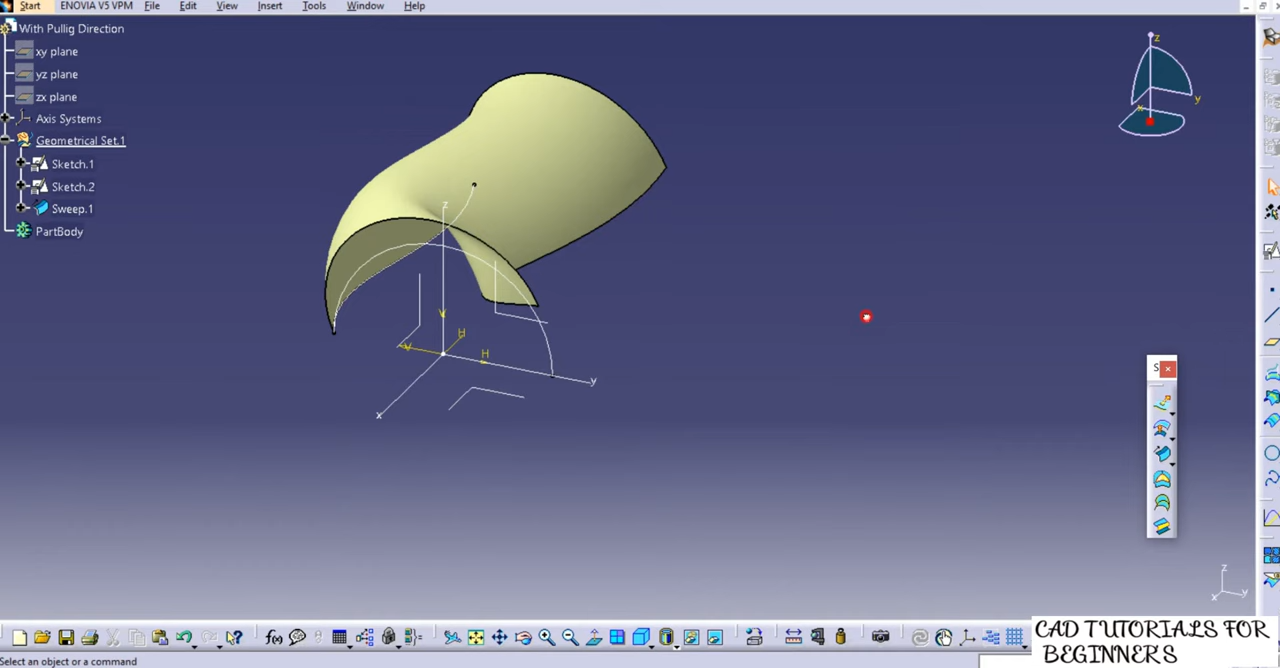 Start ENOVIA V5 VPM File Edit View Insert Tools Window Help
With Pullig Direction
xy plane
yz plane
zx plane
Axis Systems
Geometrical Set.1
Sketch.1
Sketch.2
Sweep.1
PartBody
z
y
x
z
V
H
V
H
y
x
S
z
x
y
f(x)
CAD TUTORIALS FOR
BEGINNERS
Select an object or a command